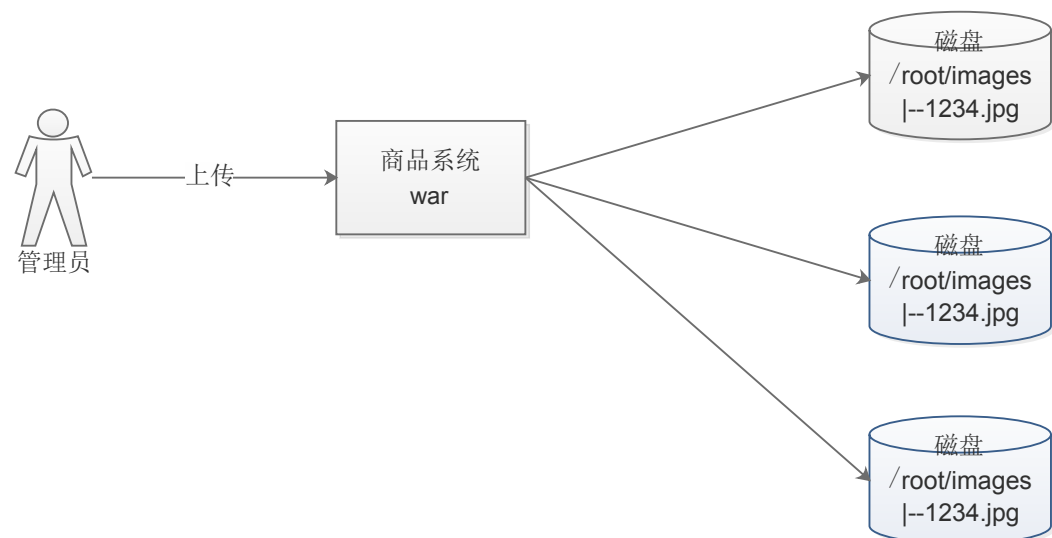 管理员
上传
商品系统
war
磁盘
/root/images
|--1234.jpg
磁盘
/root/images
|--1234.jpg
磁盘
/root/images
|--1234.jpg